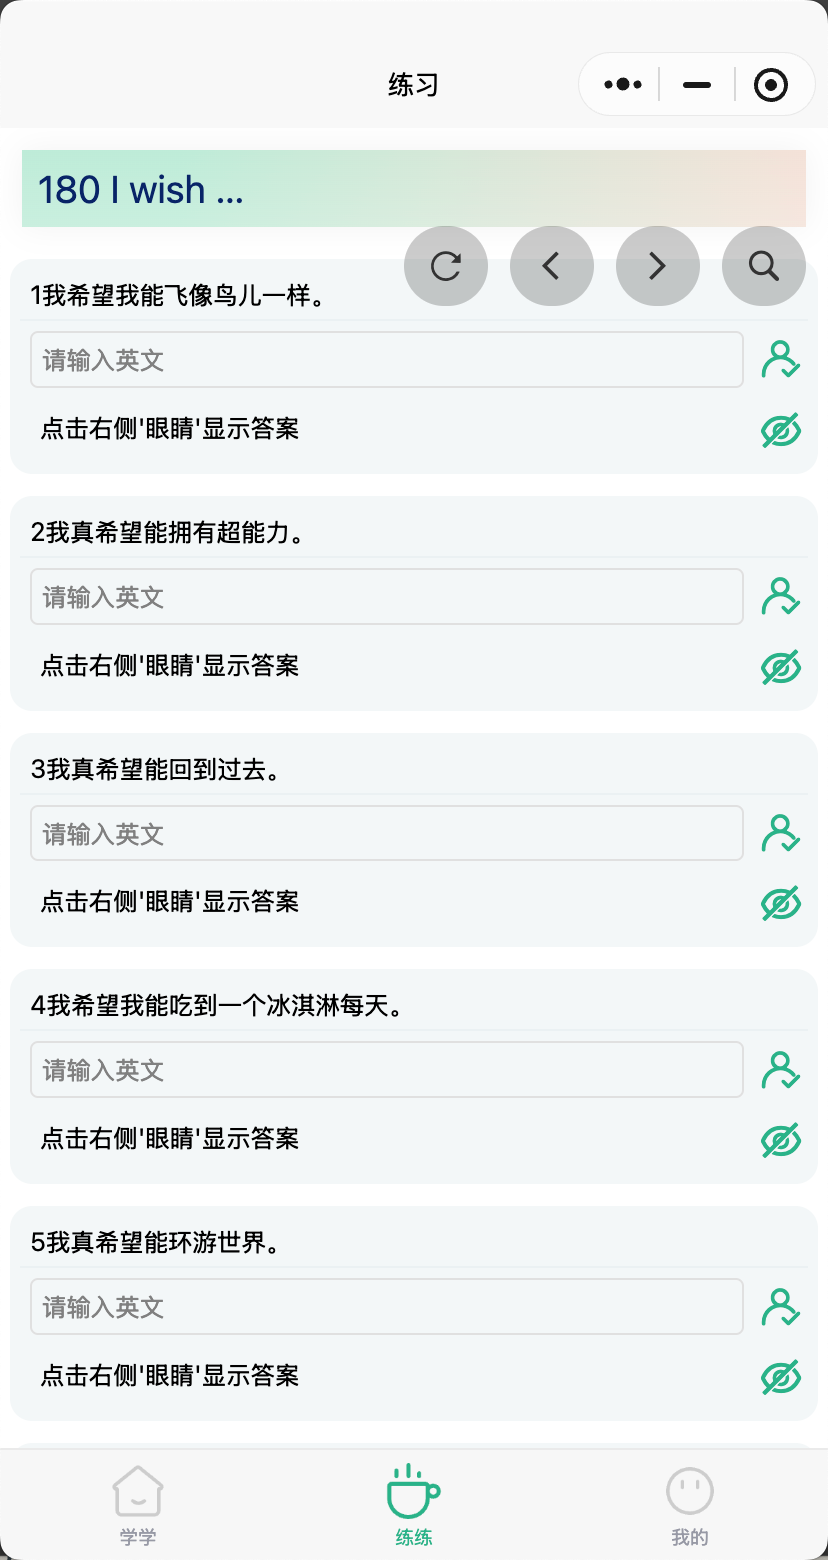 练习
180 I wish ...
1我希望我能飞像鸟儿一样。
请输入英文
点击右侧'眼睛'显示答案
2我真希望能拥有超能力。
请输入英文
点击右侧'眼睛'显示答案
3我真希望能回到过去。
请输入英文
点击右侧'眼睛'显示答案
4我希望我能吃到一个冰淇淋每天。
请输入英文
点击右侧'眼睛'显示答案
5我真希望能环游世界。
请输入英文
点击右侧'眼睛'显示答案
学学
练练
我的